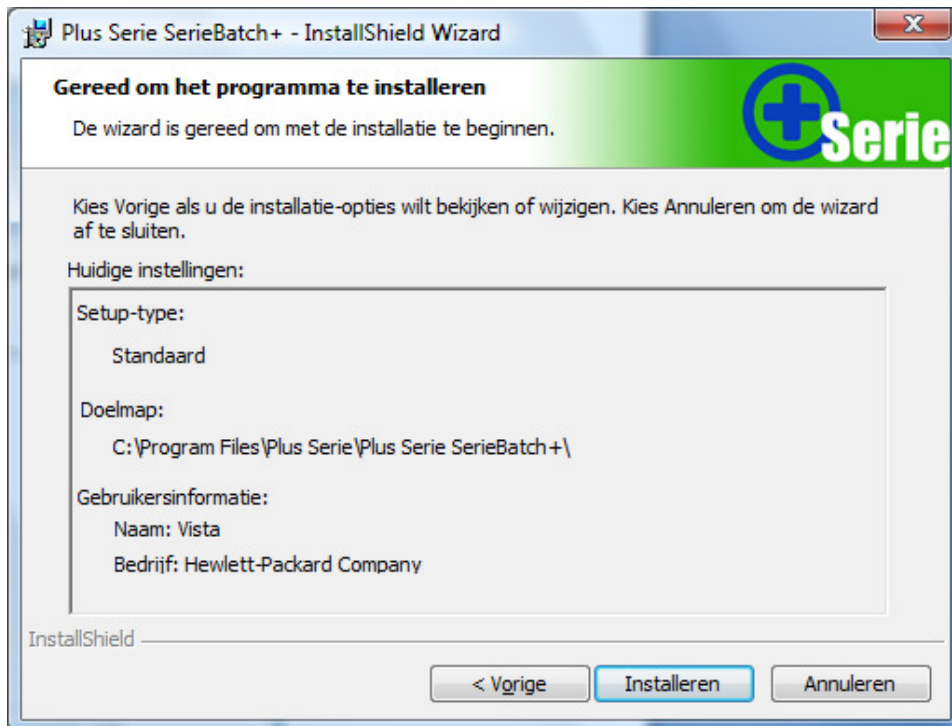 Plus Serie SerieBatch+ - InstallShield Wizard
Gereed om het programma te installeren
De wizard is gereed om met de installatie te beginnen.
Serie
Kies Vorige als u de installatie-opties wilt bekijken of wijzigen. Kies Annuleren om de wizard
af te sluiten.
Huidige instellingen:
Setup-type:
Standaard
Doelmap:
C:\Program Files\Plus Serie\Plus Serie SerieBatch+\
Gebruikersinformatie:
Naam: Vista
Bedrijf: Hewlett-Packard Company
InstallShield
< Vorige
Installeren
Annuleren